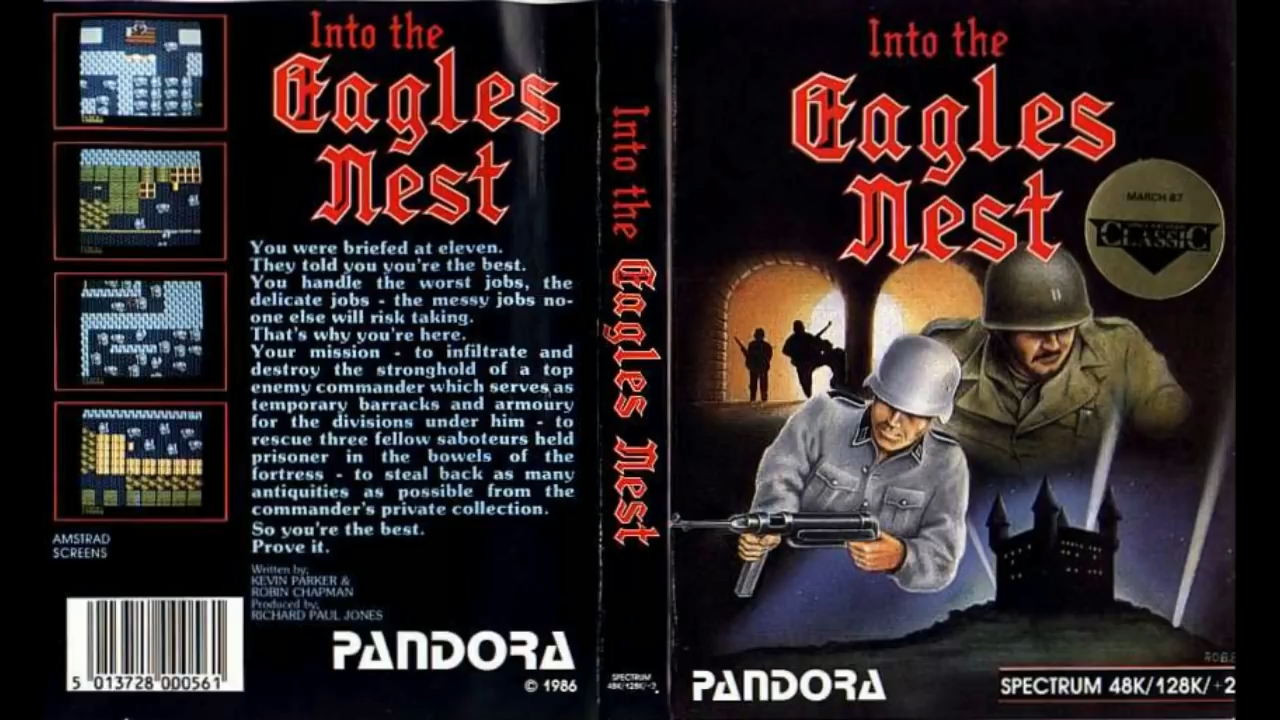 Into the
Eagles
Nest
You were briefed at eleven.
They told you you're the best.
You handle the worst jobs, the
delicate jobs - the messy jobs no-
one else will risk taking.
That's why you're here.
Your mission - to infiltrate and
destroy the stronghold of a top
enemy commander which serves as
temporary barracks and armoury
for the divisions under him - to
rescue three fellow saboteurs held
prisoner in the bowels of the
fortress - to steal back as many
antiquities as possible from the
commander's private collection.
So you're the best.
Prove it.
AMSTRAD
SCREENS
Written by;
KEVIN PARKER &
ROBIN CHAPMAN
Produced by;
RICHARD PAUL JONES
PANDORA
© 1986
5 013728 000561
Into the Eagles Nest
SPECTRUM
48K/128K/+2
Into the
Eagles
Nest
MARCH 87
CLASSIC
PANDORA
SPECTRUM 48K/128K/+2